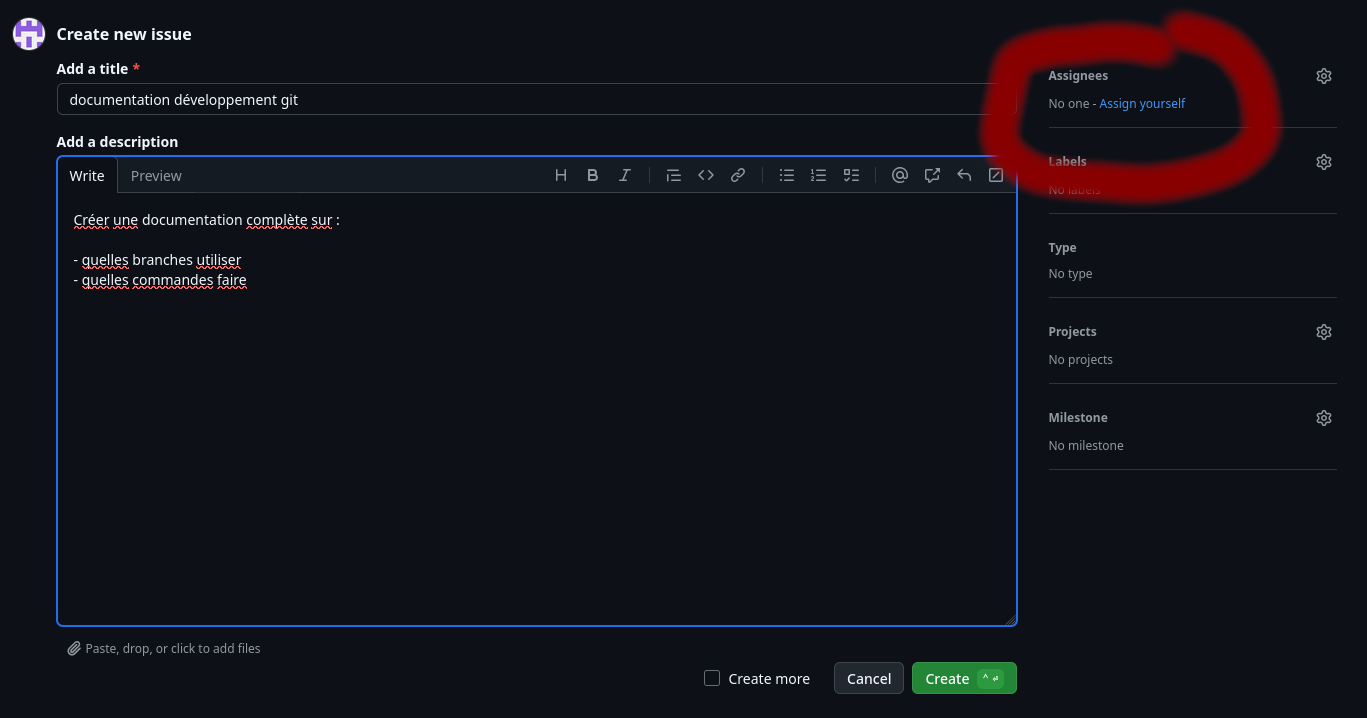 Create new issue
Add a title *
documentation développement git
Add a description
Write Preview
Créer une documentation complète sur :
- quelles branches utiliser
- quelles commandes faire
Paste, drop, or click to add files
Create more Cancel Create
Assignees
No one - Assign yourself
Labels
No labels
Type
No type
Projects
No projects
Milestone
No milestone